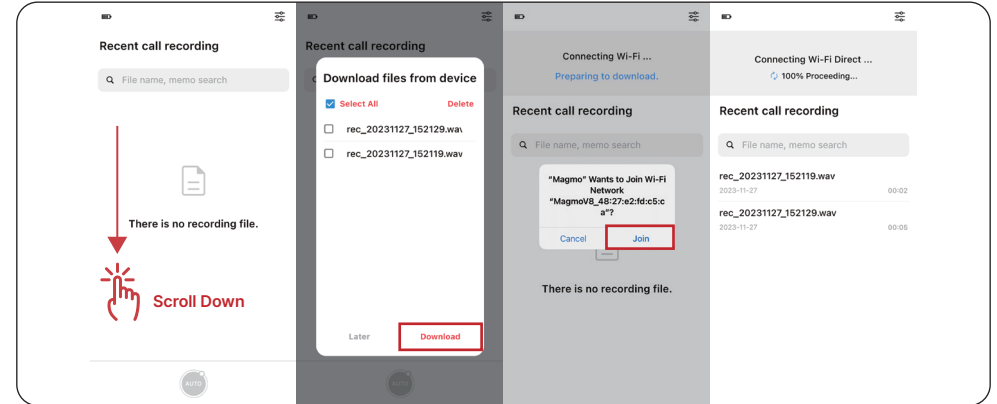 Recent call recording
File name, memo search
There is no recording file.
Scroll Down
AUTO
Recent call recording
Download files from device
Select All Delete
rec_20231127_152129.wav
rec_20231127_152119.wav
Later Download
AUTO
Connecting Wi-Fi ...
Preparing to download.
Recent call recording
File name, memo search
"Magmo" Wants to Join Wi-Fi
Network
"MagmoV8_48:27:e2:fd:c5:c
a"?
Cancel Join
There is no recording file.
Connecting Wi-Fi Direct ...
100% Proceeding...
Recent call recording
File name, memo search
rec_20231127_152119.wav
2023-11-27 00:02
rec_20231127_152129.wav
2023-11-27 00:05